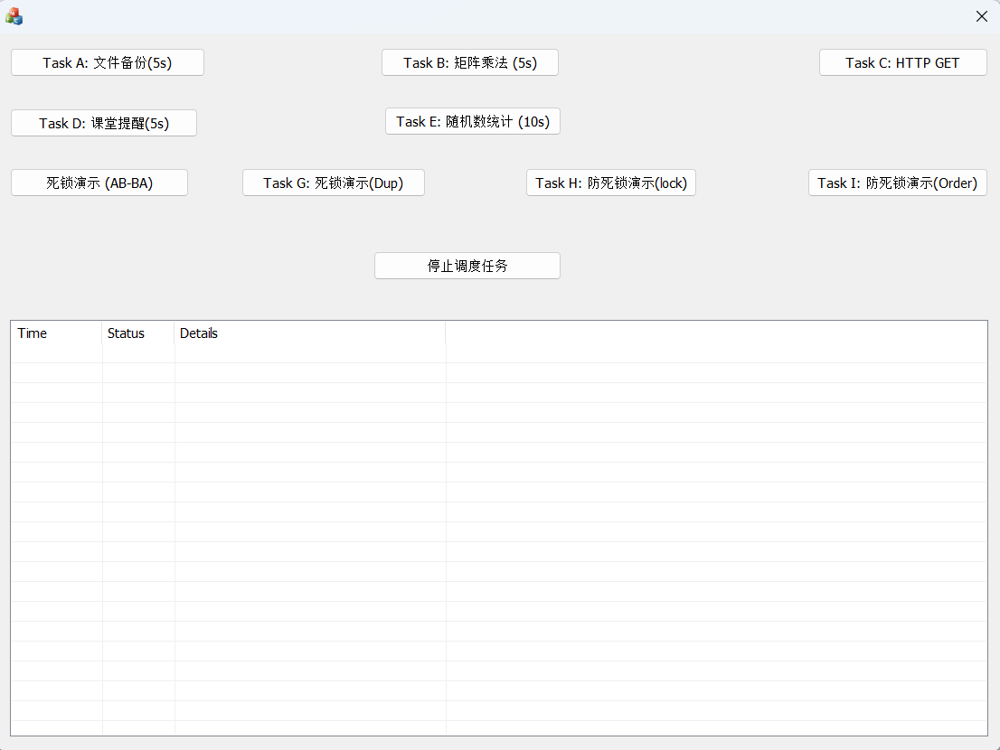 Task A: 文件备份(5s)
Task B: 矩阵乘法 (5s)
Task C: HTTP GET
Task D: 课堂提醒(5s)
Task E: 随机数统计 (10s)
死锁演示 (AB-BA)
Task G: 死锁演示(Dup)
Task H: 防死锁演示(lock)
Task I: 防死锁演示(Order)
停止调度任务
Time Status Details